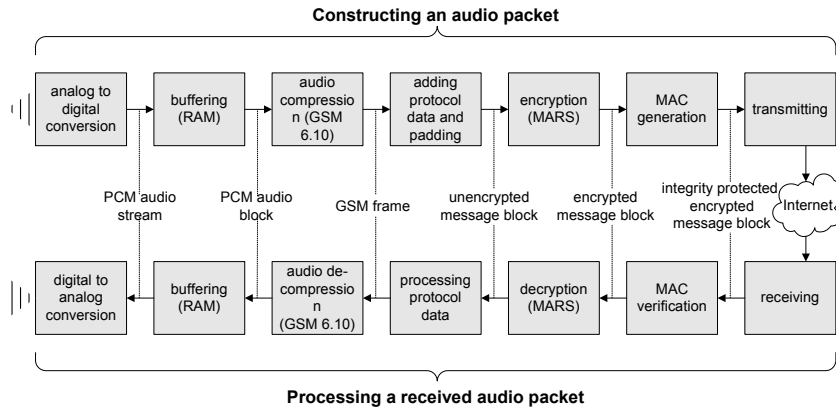 Constructing an audio packet
analog to
digital
conversion
buffering
(RAM)
audio
compressio
n (GSM
6.10)
adding
protocol
data and
padding
encryption
(MARS)
MAC
generation
transmitting
PCM audio
stream
PCM audio
block
GSM frame
unencrypted
message block
encrypted
message block
integrity protected
encrypted
message block
Internet
digital to
analog
conversion
buffering
(RAM)
audio de-
compression
n
(GSM 6.10)
processing
protocol
data
decryption
(MARS)
MAC
verification
receiving
Processing a received audio packet